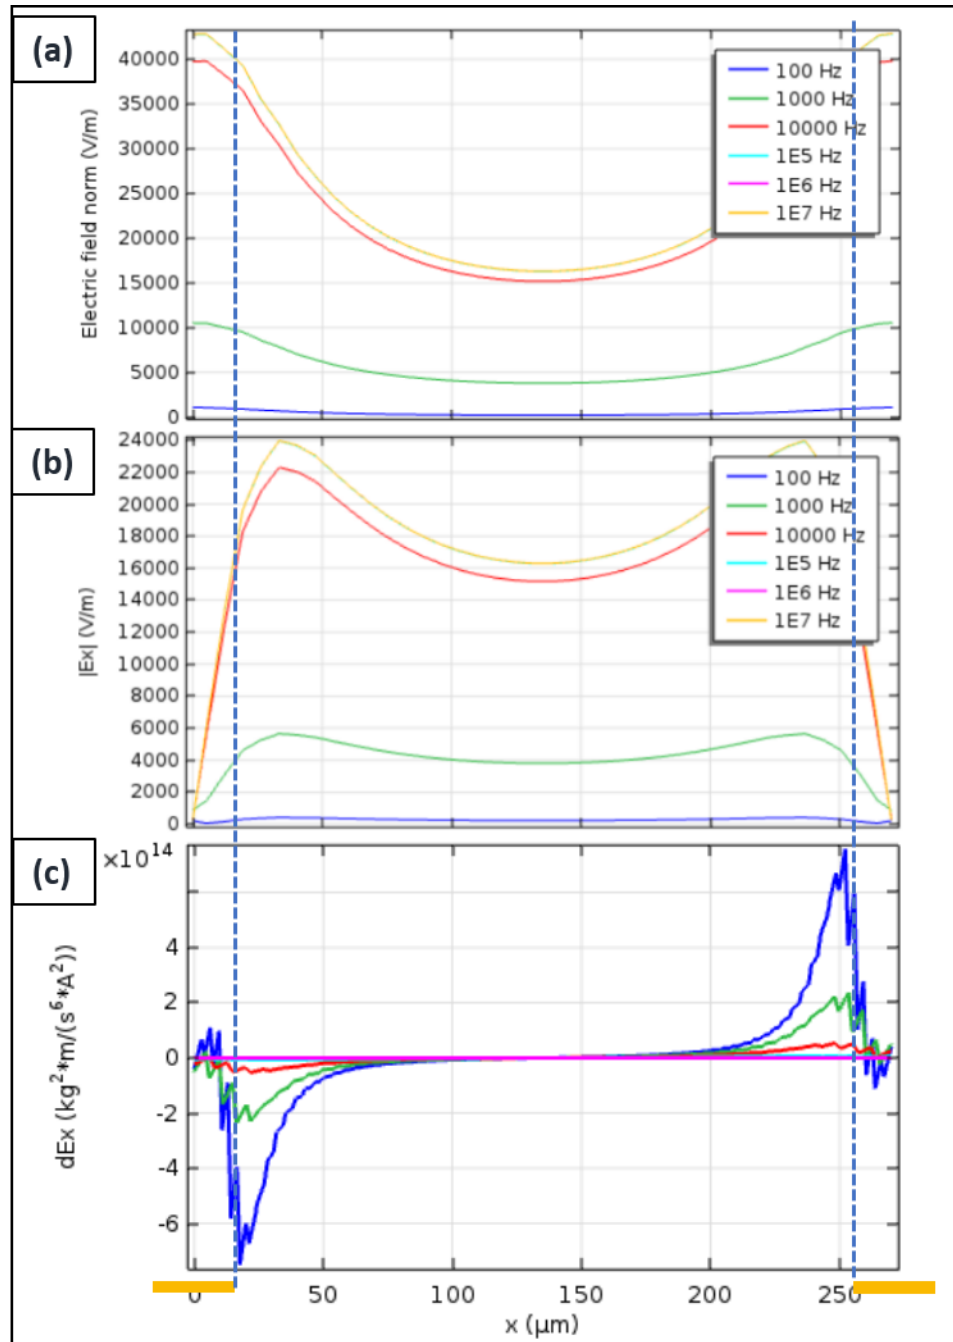 (a)
Electric field norm (V/m)
40000
35000
30000
25000
20000
15000
10000
5000
0
100 Hz
1000 Hz
10000 Hz
1E5 Hz
1E6 Hz
1E7 Hz
(b)
|Ex| (V/m)
24000
22000
20000
18000
16000
14000
12000
10000
8000
6000
4000
2000
0
100 Hz
1000 Hz
10000 Hz
1E5 Hz
1E6 Hz
1E7 Hz
(c)
×10¹⁴
dEx (kg²*m/(s⁶*A²))
4
2
0
-2
-4
-6
0 50 100 150 200 250
x (µm)